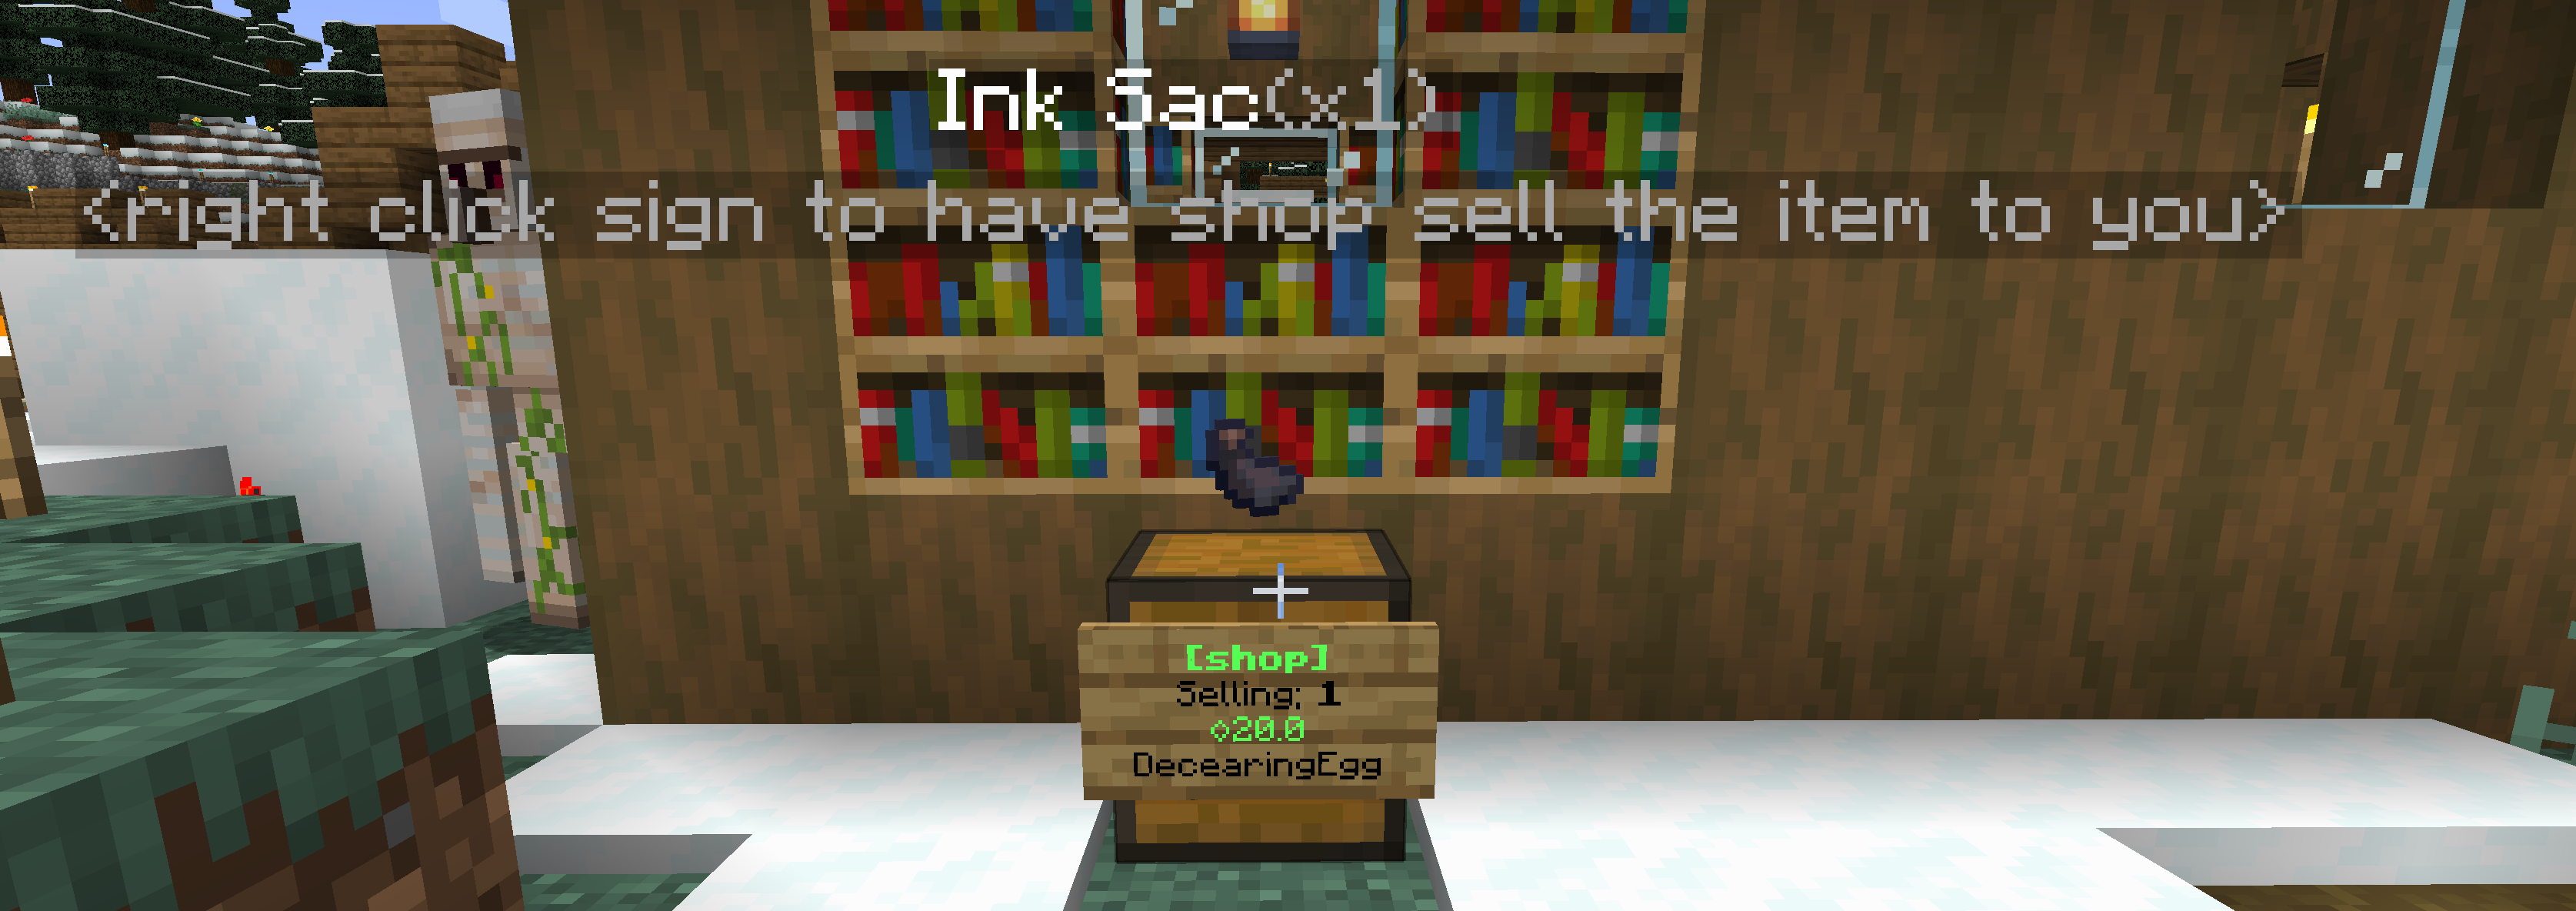 Ink Sac(x1)
<right click sign to have shop sell the item to you>
[shop]
Selling: 1
◇20.0
DecearingEgg